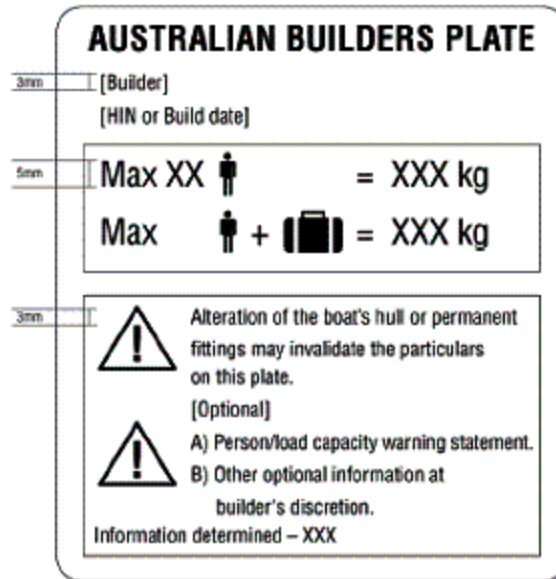 AUSTRALIAN BUILDERS PLATE
3mm
[Builder]
[HIN or Build date]
5mm
Max XX = XXX kg
Max + = XXX kg
3mm
Alteration of the boat's hull or permanent
fittings may invalidate the particulars
on this plate.
[Optional]
A) Person/load capacity warning statement.
B) Other optional information at
builder's discretion.
Information determined – XXX